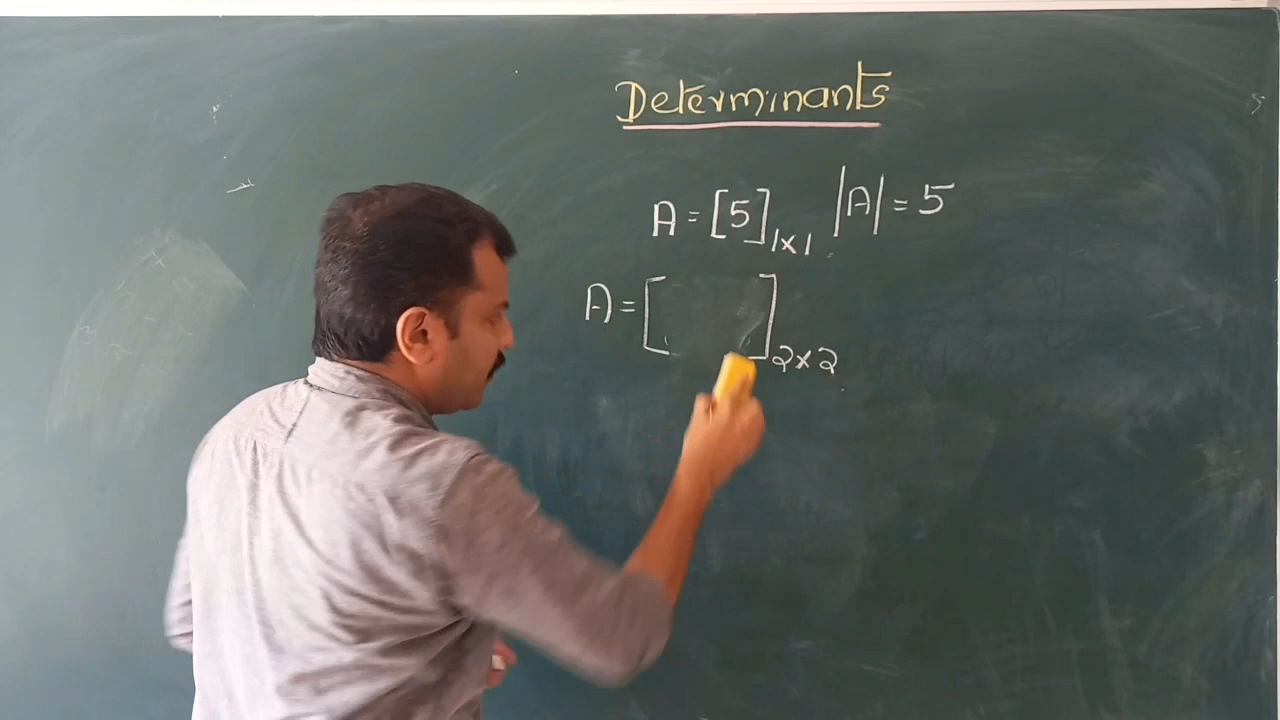 Determinants
A = [5]1×1 |A| = 5
A = [ ]2×2